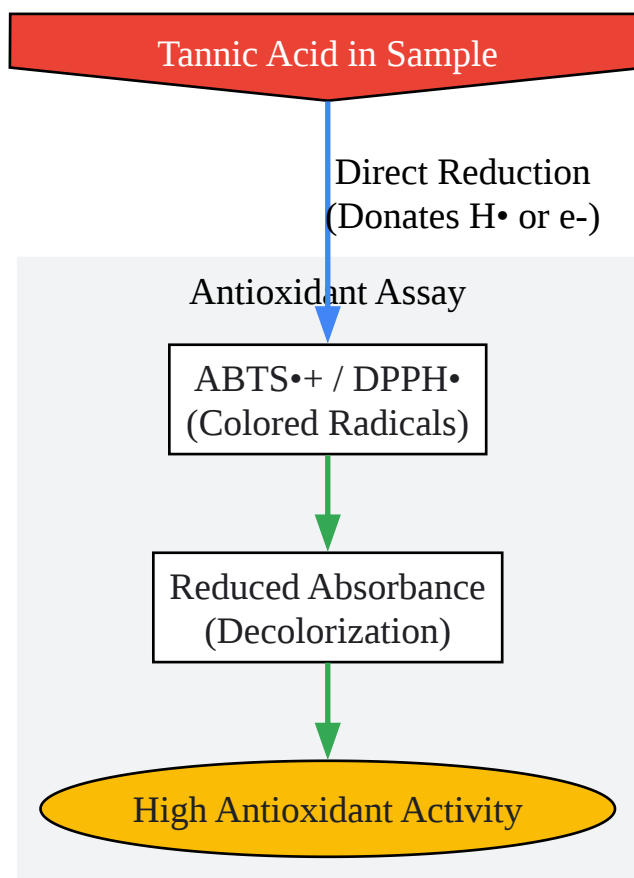 Tannic Acid in Sample
Direct Reduction
(Donates H• or e-)
Antioxidant Assay
ABTS•+ / DPPH•
(Colored Radicals)
Reduced Absorbance
(Decolorization)
High Antioxidant Activity